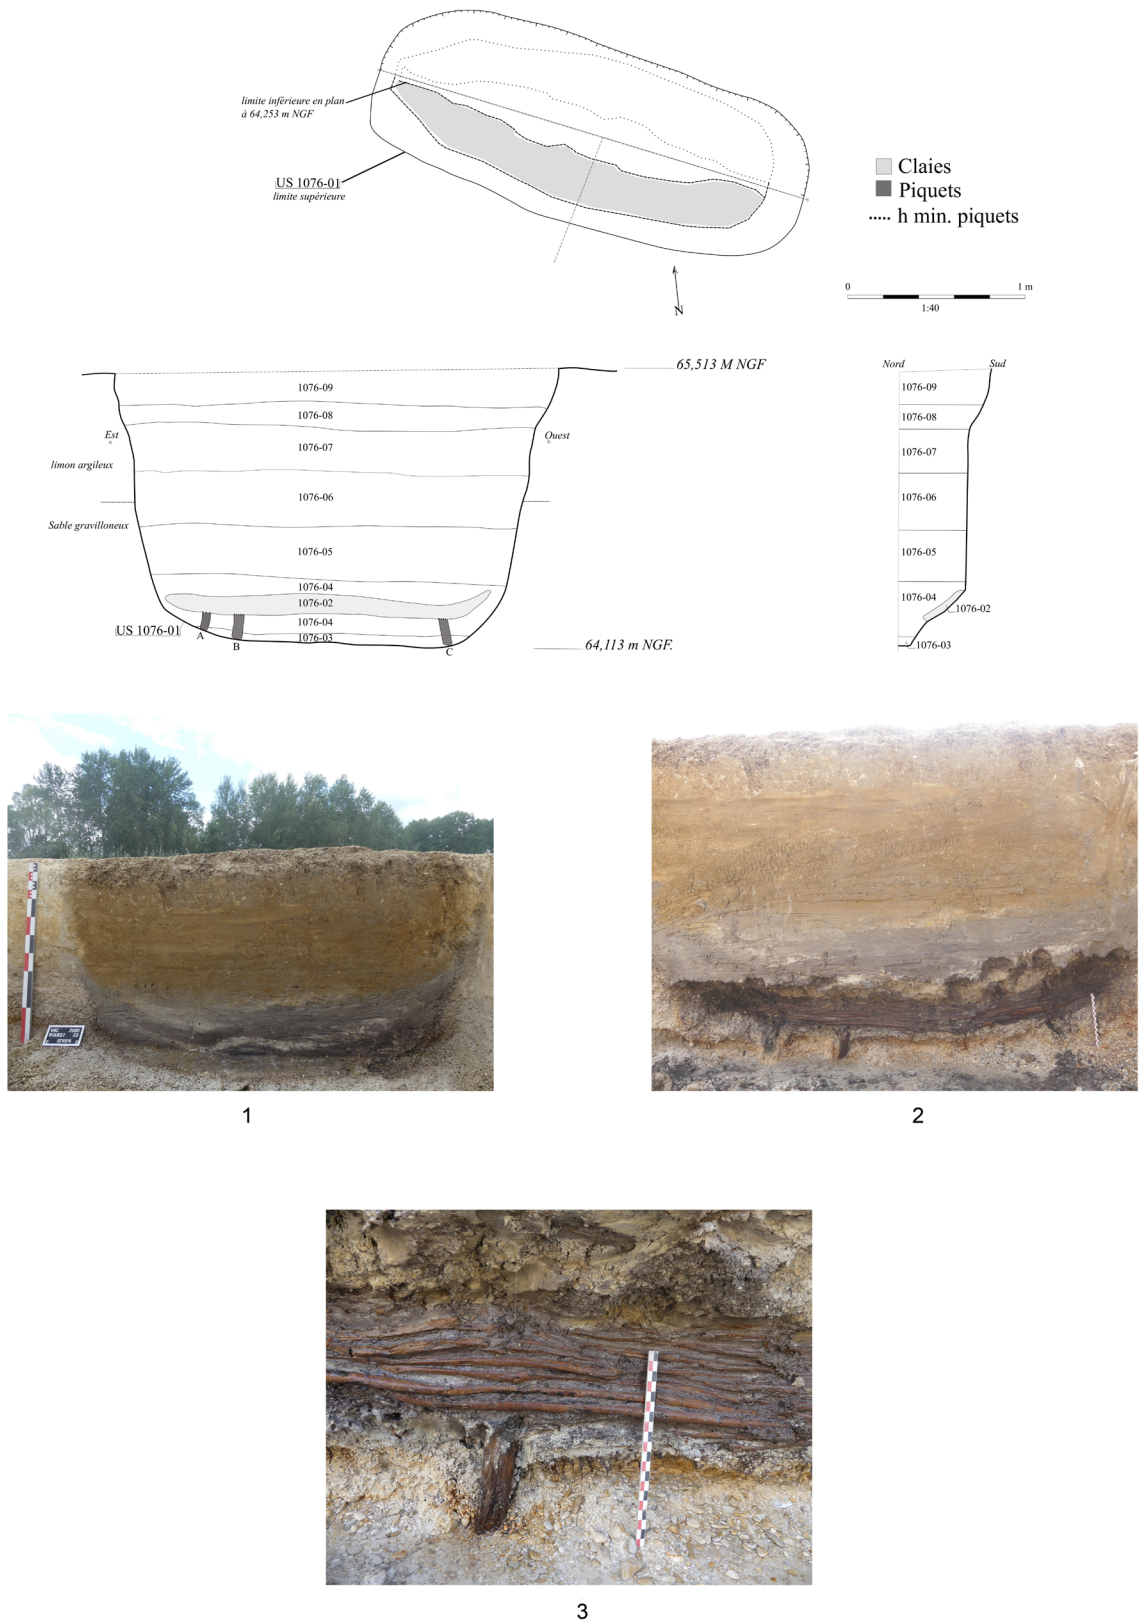 limite inférieure en plan
à 64,253 m NGF
US 1076-01
limite supérieure
Claies
Piquets
h min. piquets
N
0 1 m
1:40
65,513 M NGF
1076-09
1076-08
Est
Ouest
1076-07
limon argileux
1076-06
Sable gravilloneux
1076-05
1076-04
1076-02
US 1076-01
1076-04
1076-03
A
B
C
64,113 m NGF.
Nord
Sud
1076-09
1076-08
1076-07
1076-06
1076-05
1076-04
1076-02
1076-03
1
2
3